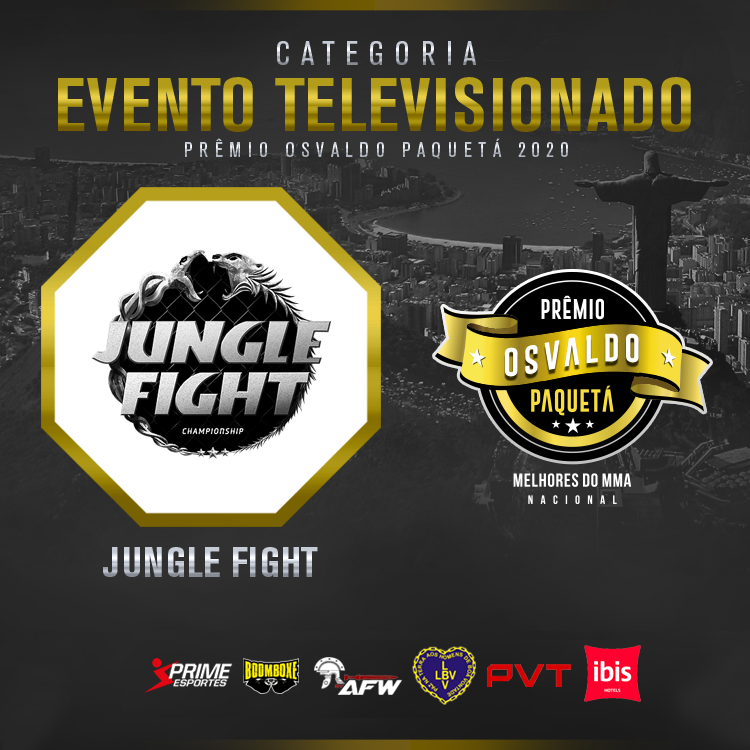 CATEGORIA
EVENTO TELEVISIONADO
PRÊMIO OSVALDO PAQUETÁ 2020
JUNGLE
FIGHT
CHAMPIONSHIP
JUNGLE FIGHT
PRÊMIO
OSVALDO
PAQUETÁ
MELHORES DO MMA
NACIONAL
PRIME
ESPORTES
BOOMBOXE
AFW
LBV
PVT
ibis
HOTELS